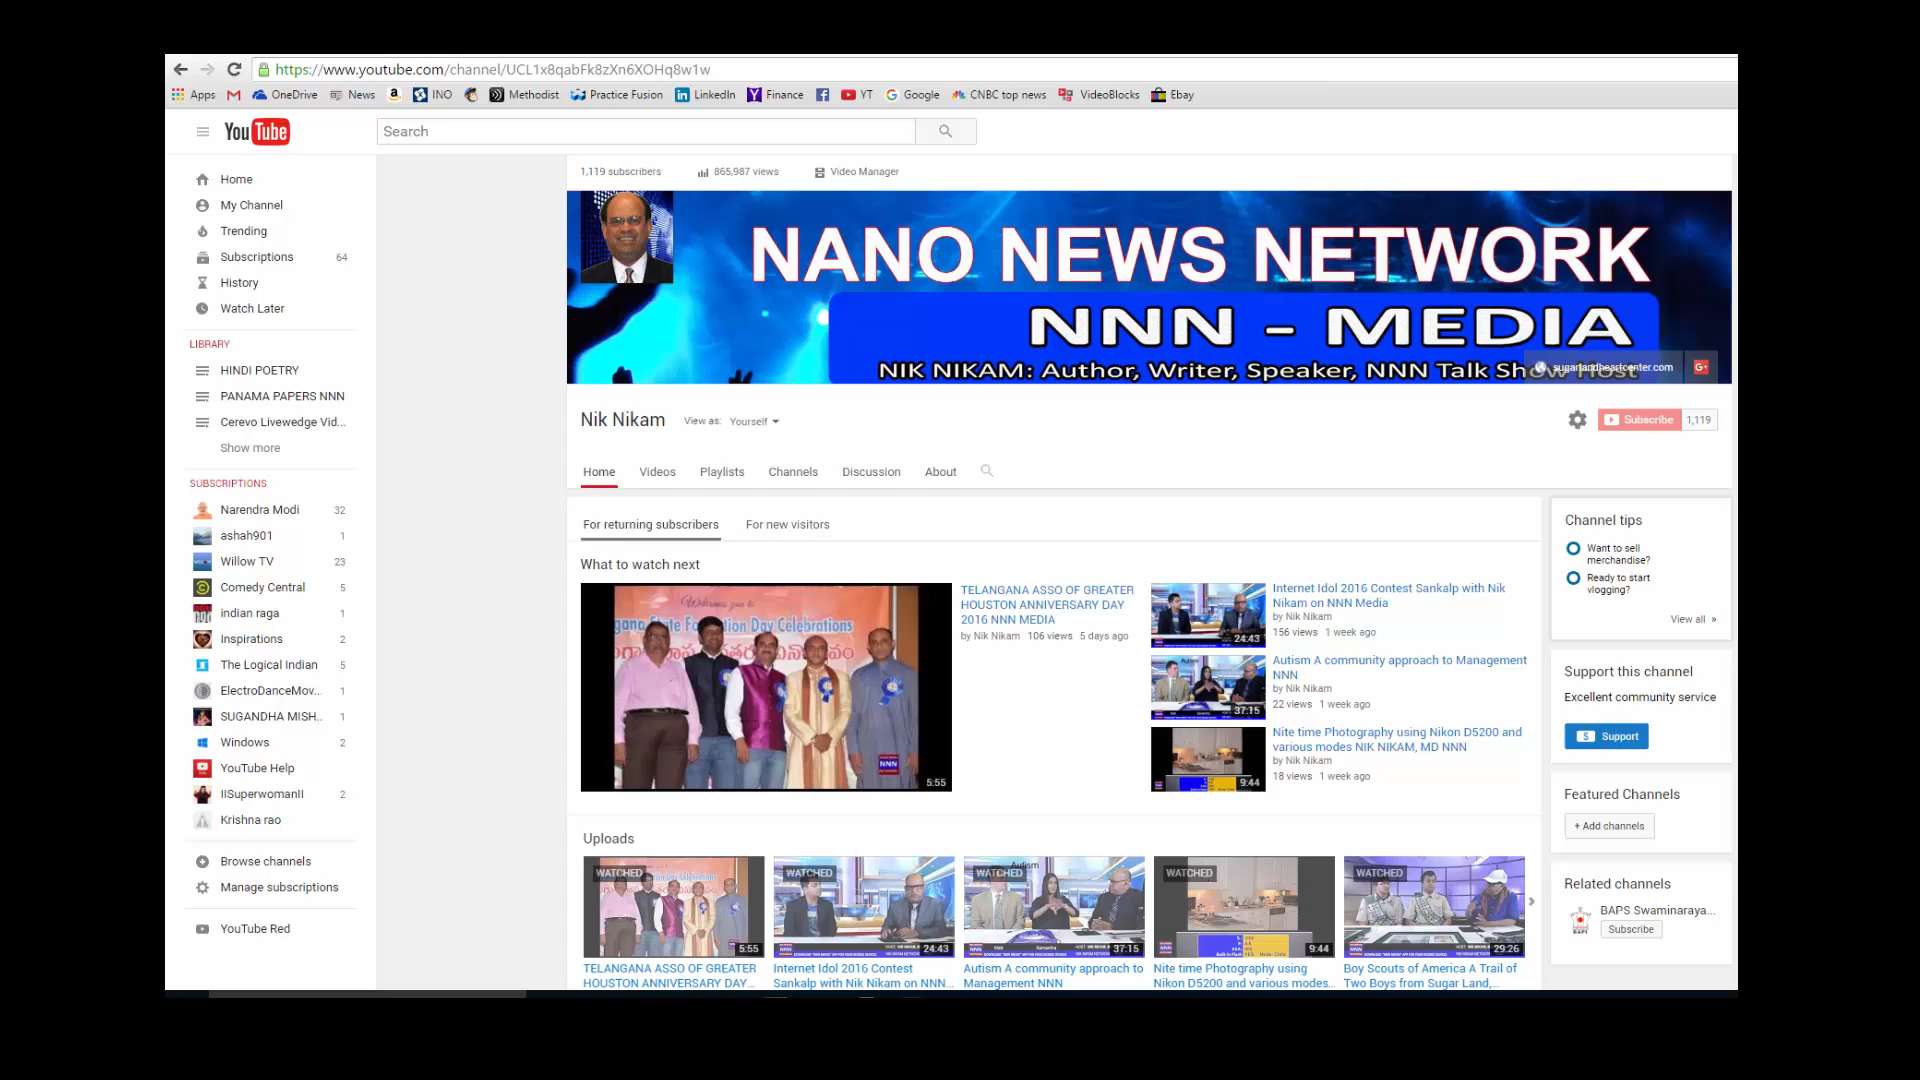 https://www.youtube.com/channel/UCL1x8qabFk8zXn6XOHq8w1w
Apps OneDrive News INO Methodist Practice Fusion LinkedIn Finance YT Google CNBC top news VideoBlocks Ebay
YouTube
Search
1,119 subscribers 865,987 views Video Manager
NANO NEWS NETWORK
NNN - MEDIA
NIK NIKAM: Author, Writer, Speaker, NNN Talk Show Host
sugarlandheartcenter.com
Home
My Channel
Trending
Subscriptions 64
History
Watch Later
LIBRARY
HINDI POETRY
PANAMA PAPERS NNN
Cerevo Livewedge Vid...
Show more
SUBSCRIPTIONS
Narendra Modi 32
ashah901 1
Willow TV 23
Comedy Central 5
indian raga 1
Inspirations 2
The Logical Indian 5
ElectroDanceMov... 1
SUGANDHA MISH... 1
Windows 2
YouTube Help
IISuperwomanII 2
Krishna rao
Browse channels
Manage subscriptions
YouTube Red
Nik Nikam View as: Yourself
Subscribe 1,119
Home Videos Playlists Channels Discussion About
For returning subscribers For new visitors
What to watch next
5:55
TELANGANA ASSO OF GREATER
HOUSTON ANNIVERSARY DAY
2016 NNN MEDIA
by Nik Nikam 106 views 5 days ago
24:43
Internet Idol 2016 Contest Sankalp with Nik
Nikam on NNN Media
by Nik Nikam
156 views 1 week ago
37:15
Autism A community approach to Management
NNN
by Nik Nikam
22 views 1 week ago
9:44
Nite time Photography using Nikon D5200 and
various modes NIK NIKAM, MD NNN
by Nik Nikam
18 views 1 week ago
Uploads
WATCHED
5:55
TELANGANA ASSO OF GREATER
HOUSTON ANNIVERSARY DAY...
WATCHED
24:43
Internet Idol 2016 Contest
Sankalp with Nik Nikam on NNN...
Autism
WATCHED
37:15
Autism A community approach to
Management NNN
WATCHED
9:44
Nite time Photography using
Nikon D5200 and various modes...
WATCHED
29:26
Boy Scouts of America A Trail of
Two Boys from Sugar Land,...
Channel tips
Want to sell
merchandise?
Ready to start
vlogging?
View all »
Support this channel
Excellent community service
Support
Featured Channels
+ Add channels
Related channels
BAPS Swaminaraya...
Subscribe